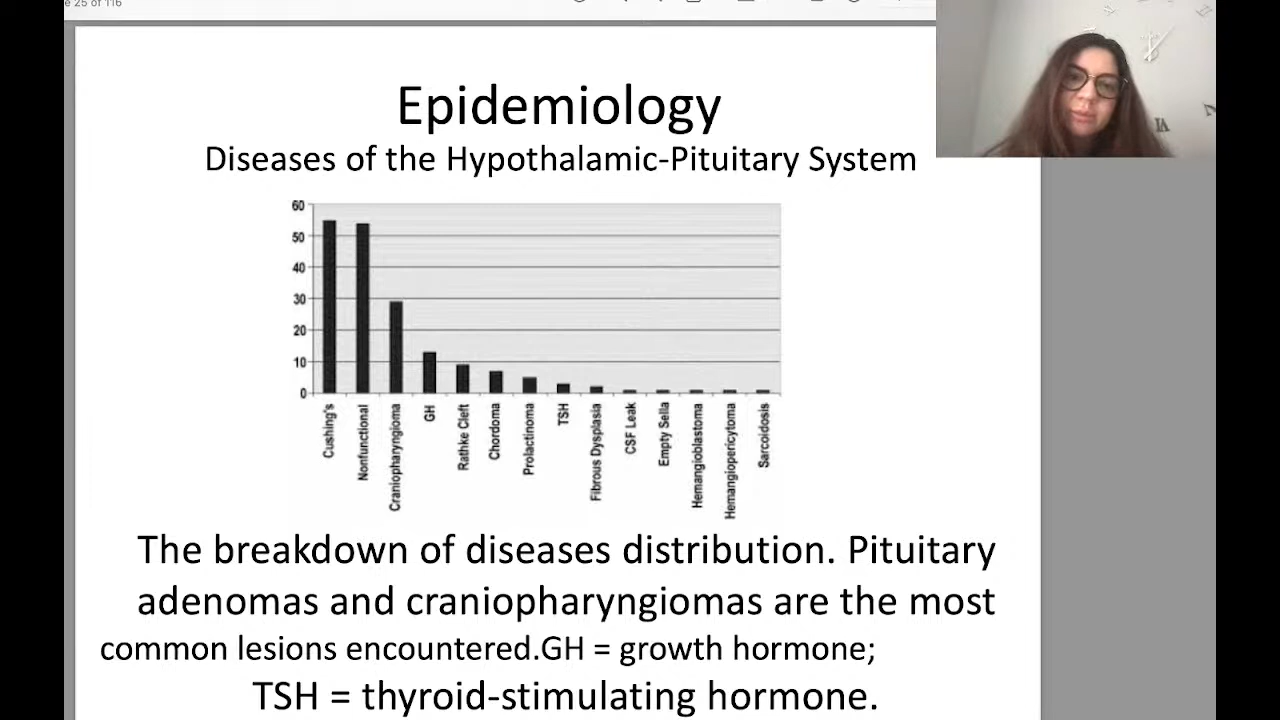 e 25 of 116
Epidemiology
Diseases of the Hypothalamic-Pituitary System
60
50
40
30
20
10
0
Cushing's
Nonfunctional
Craniopharyngioma
GH
Rathke Cleft
Chordoma
Prolactinoma
TSH
Fibrous Dysplasia
CSF Leak
Empty Sella
Hemangioblastoma
Hemangiopericytoma
Sarcoidosis
The breakdown of diseases distribution. Pituitary
adenomas and craniopharyngiomas are the most
common lesions encountered.GH = growth hormone;
TSH = thyroid-stimulating hormone.